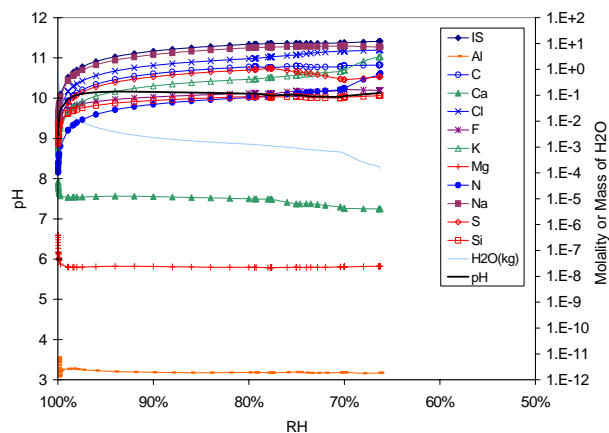 12
11
10
9
8
7
6
5
4
3
pH
100%
90%
80%
70%
60%
50%
RH
1.E+2
1.E+1
1.E+0
1.E-1
1.E-2
1.E-3
1.E-4
1.E-5
1.E-6
1.E-7
1.E-8
1.E-9
1.E-10
1.E-11
1.E-12
Molality or Mass of H2O
IS
Al
C
Ca
Cl
F
K
Mg
N
Na
S
Si
H2O(kg)
pH